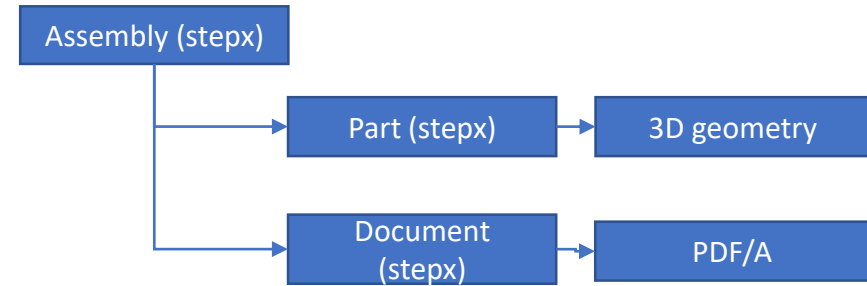 Assembly (stepx)
Part (stepx)
3D geometry
Document
(stepx)
PDF/A